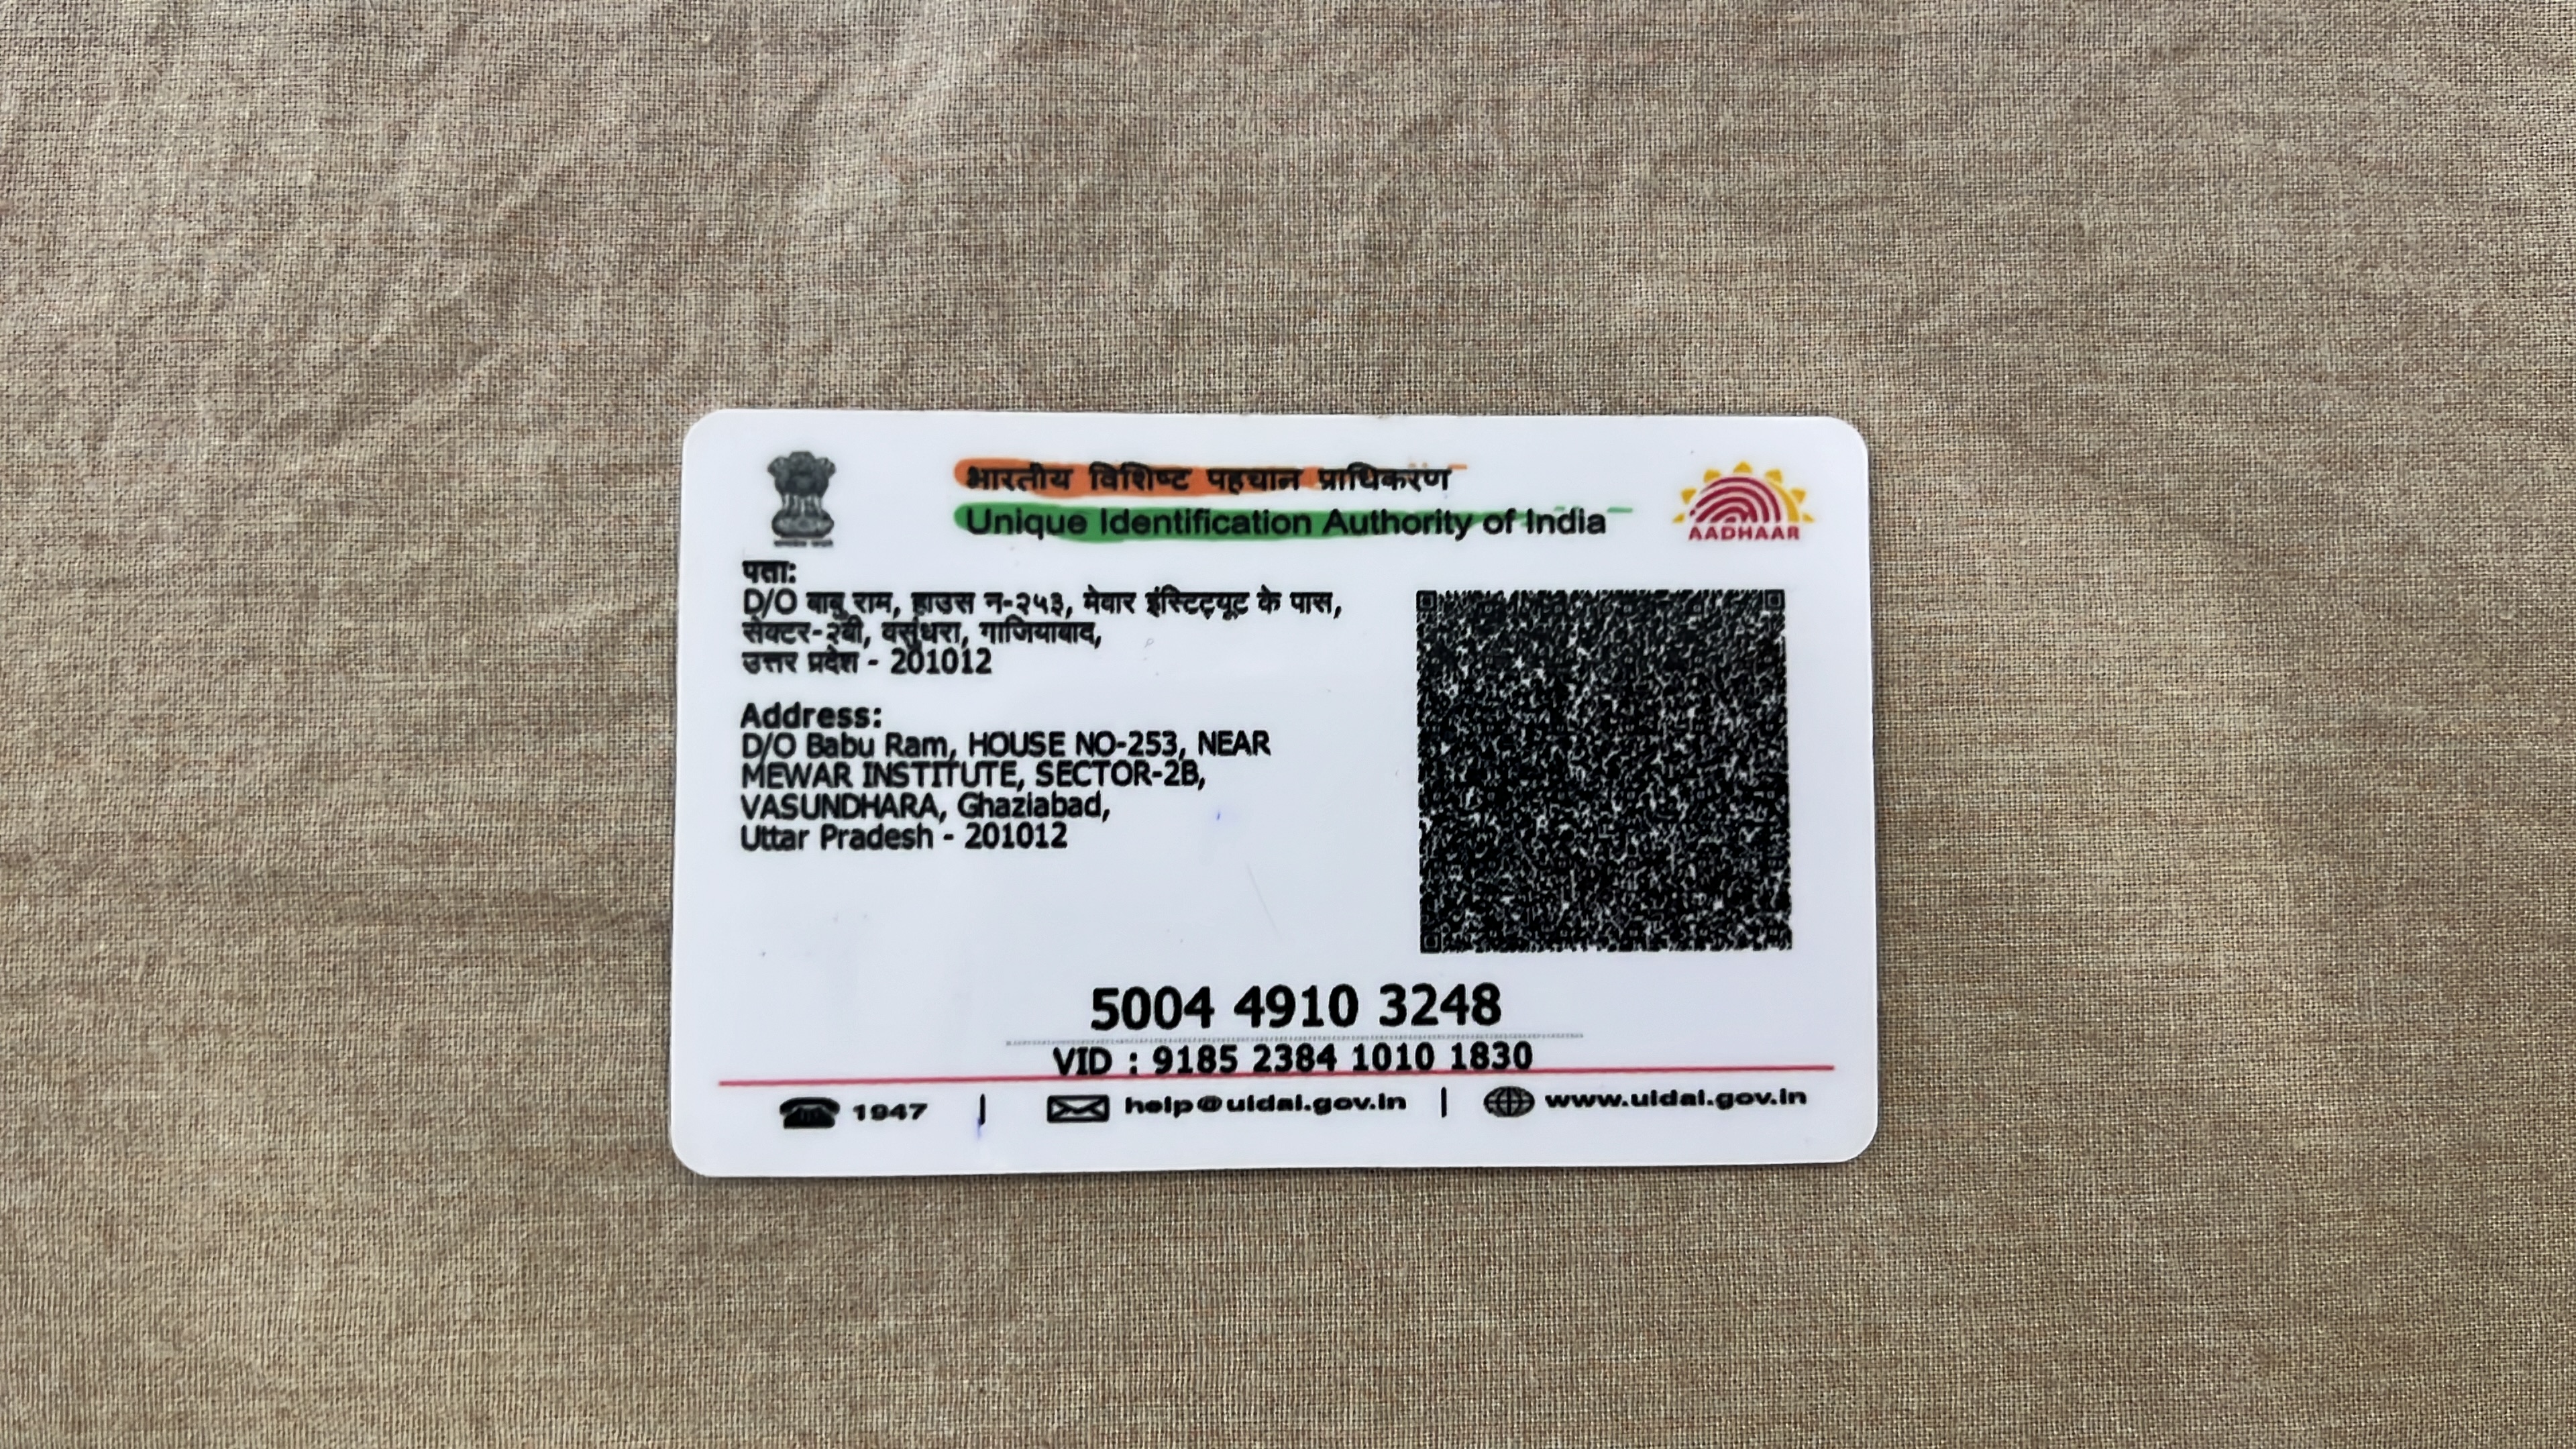 भारतीय विशिष्ट पहचान प्राधिकरण
Unique Identification Authority of India
AADHAAR
पता:
D/O बाबु राम, हाउस न-२५३, मेवार इंस्टिट्यूट के पास,
सेक्टर-२बी, वसुंधरा, गाजियाबाद,
उत्तर प्रदेश - 201012
Address:
D/O Babu Ram, HOUSE NO-253, NEAR
MEWAR INSTITUTE, SECTOR-2B,
VASUNDHARA, Ghaziabad,
Uttar Pradesh - 201012
5004 4910 3248
VID : 9185 2384 1010 1830
1947 | help@uidai.gov.in | www.uidai.gov.in